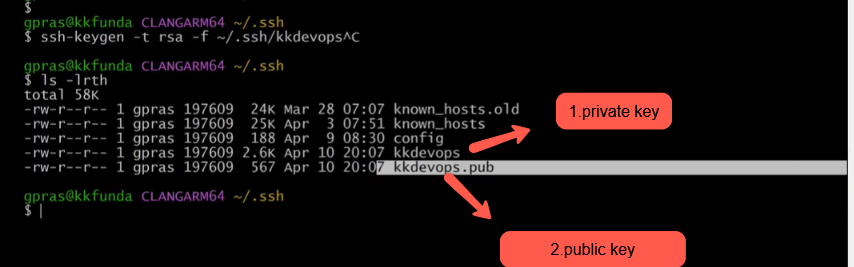 $
gpras@kkfunda CLANGARM64 ~/.ssh
$ ssh-keygen -t rsa -f ~/.ssh/kkdevops^C
gpras@kkfunda CLANGARM64 ~/.ssh
$ ls -lrth
total 58K
-rw-r--r-- 1 gpras 197609  24K Mar 28 07:07 known_hosts.old
-rw-r--r-- 1 gpras 197609  25K Apr  3 07:51 known_hosts
-rw-r--r-- 1 gpras 197609  188 Apr  9 08:30 config
-rw-r--r-- 1 gpras 197609 2.6K Apr 10 20:07 kkdevops
-rw-r--r-- 1 gpras 197609  567 Apr 10 20:07 kkdevops.pub
1.private key
gpras@kkfunda CLANGARM64 ~/.ssh
$
2.public key